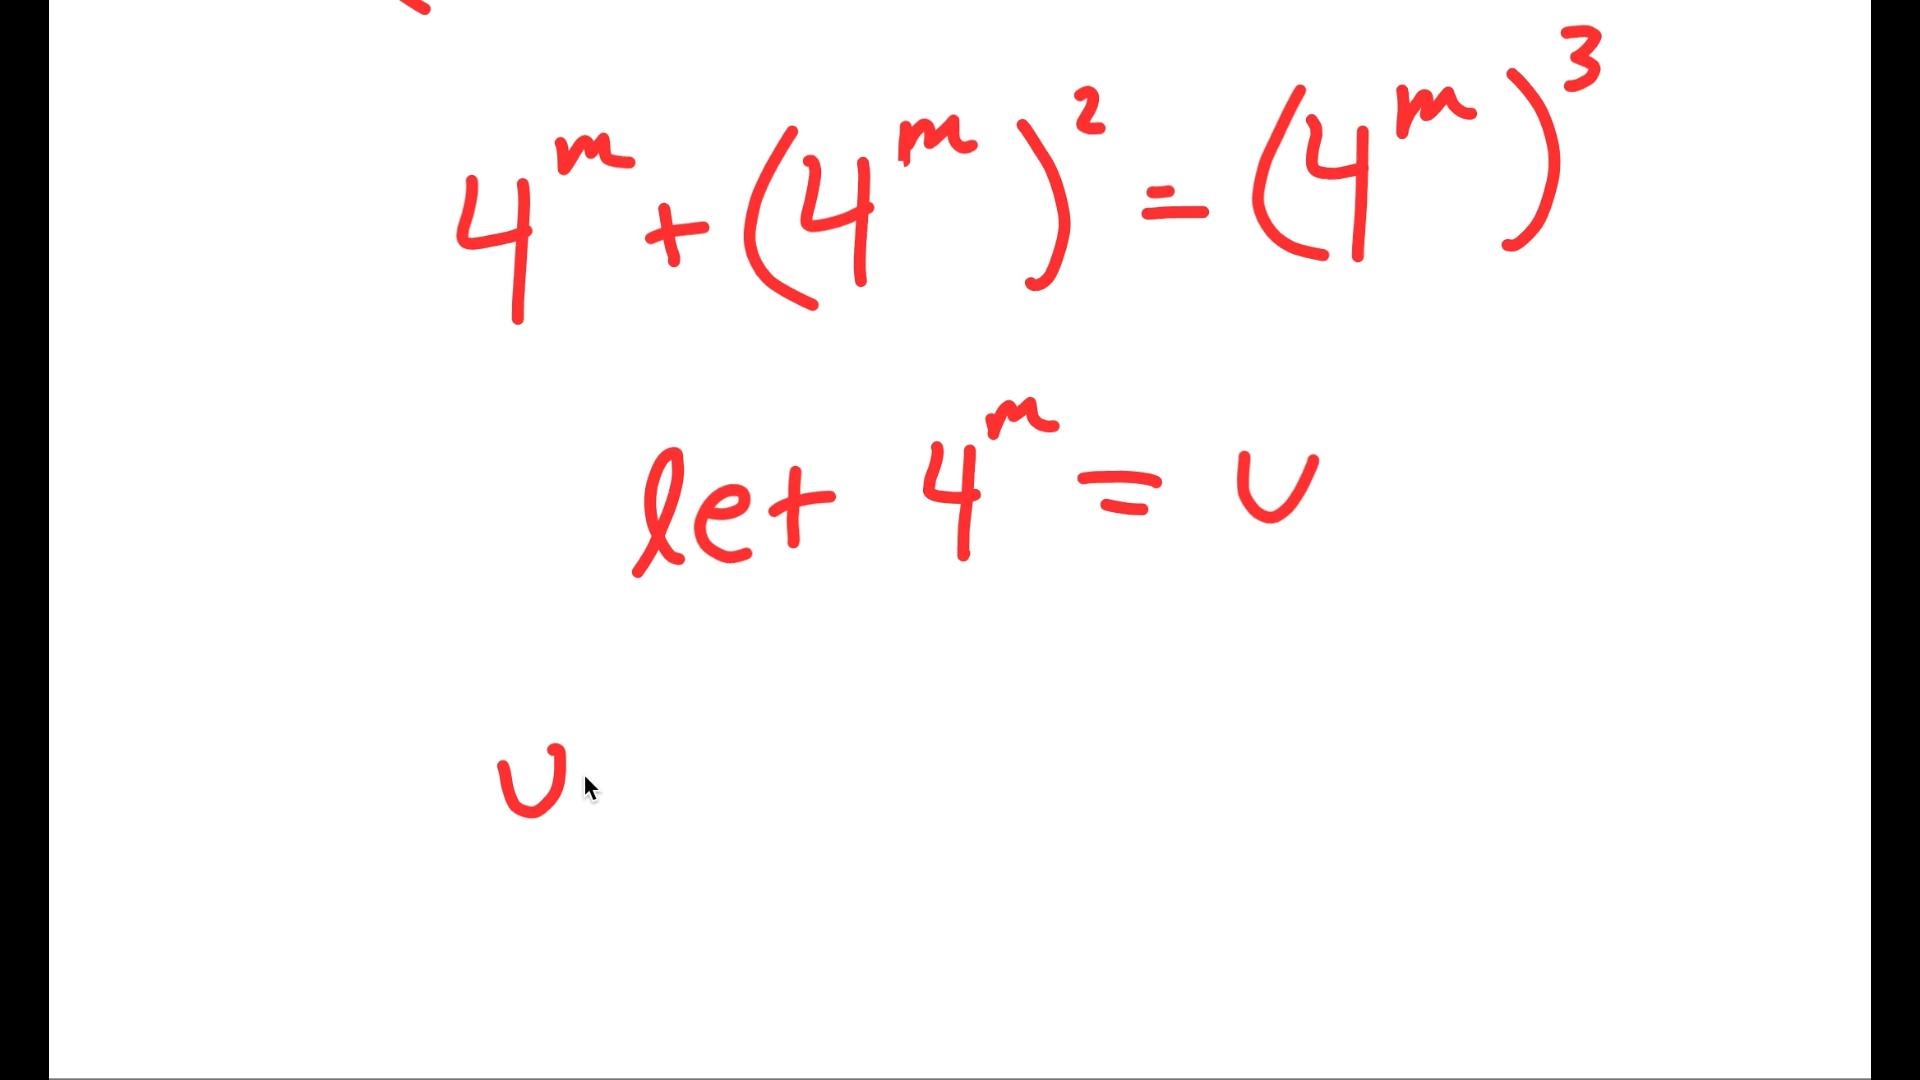 4^m + (4^m)^2 = (4^m)^3
let 4^m = U
U